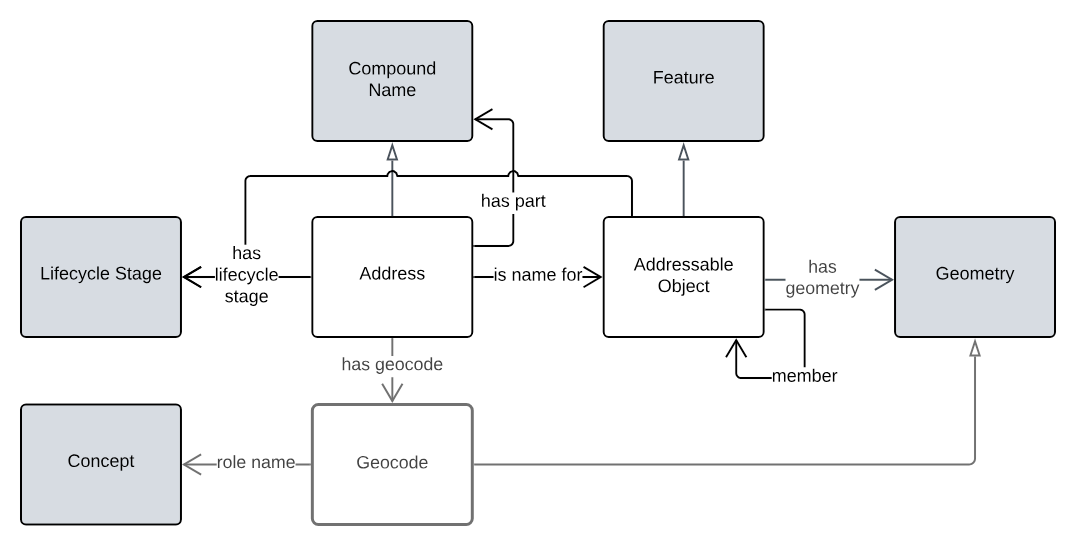 Compound
Name
Feature
has part
Lifecycle Stage
has
lifecycle
stage
Address
is name for
Addressable
Object
has
geometry
Geometry
has geocode
member
Concept
role name
Geocode